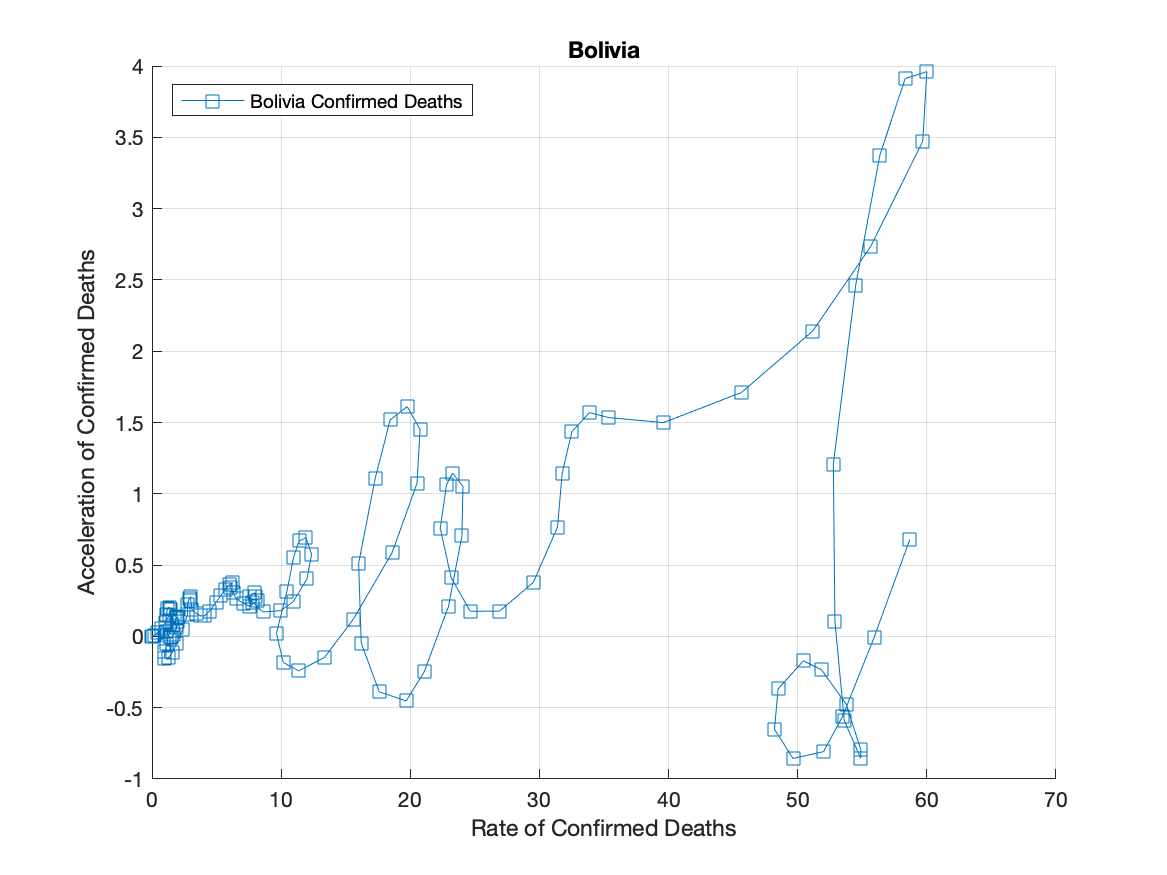 Bolivia
Bolivia Confirmed Deaths
Acceleration of Confirmed Deaths
4
3.5
3
2.5
2
1.5
1
0.5
0
-0.5
-1
0 10 20 30 40 50 60 70
Rate of Confirmed Deaths